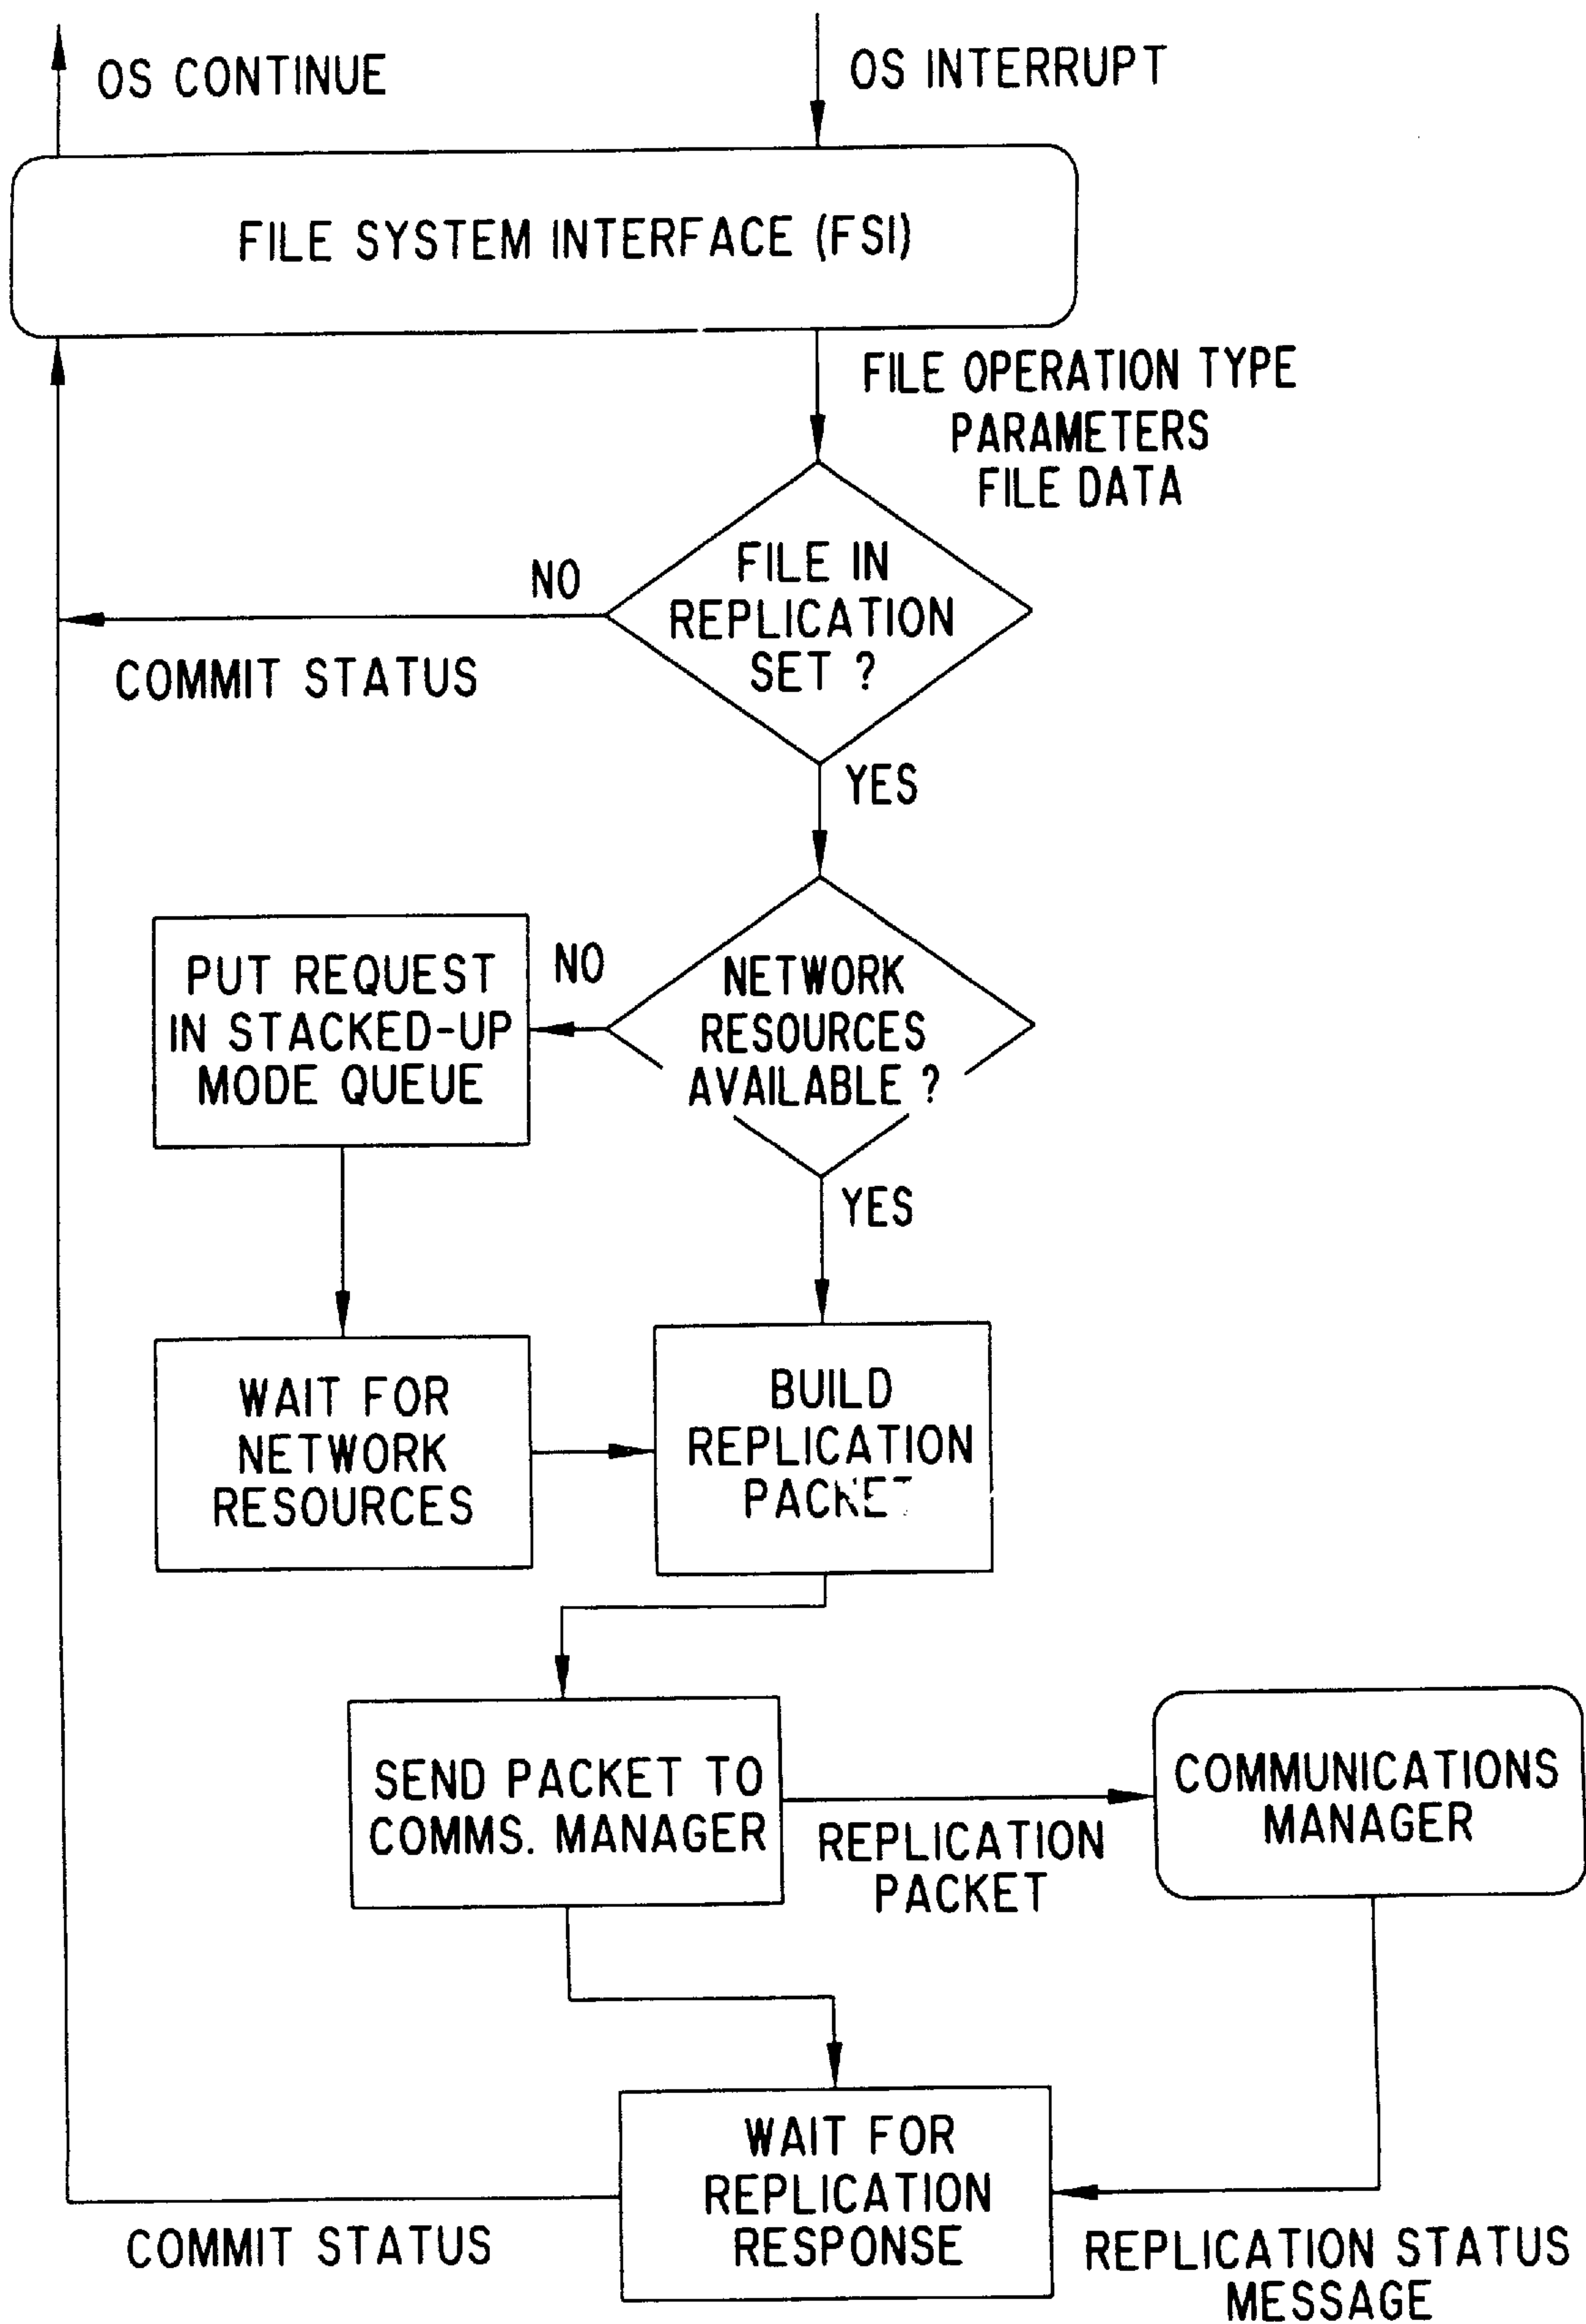 OS CONTINUE
OS INTERRUPT
FILE SYSTEM INTERFACE (FSI)
FILE OPERATION TYPE
PARAMETERS
FILE DATA
FILE IN
REPLICATION
SET ?
NO
COMMIT STATUS
YES
NETWORK
RESOURCES
AVAILABLE ?
NO
PUT REQUEST
IN STACKED-UP
MODE QUEUE
YES
WAIT FOR
NETWORK
RESOURCES
BUILD
REPLICATION
PACKET
SEND PACKET TO
COMMS. MANAGER
REPLICATION
PACKET
COMMUNICATIONS
MANAGER
WAIT FOR
REPLICATION
RESPONSE
COMMIT STATUS
REPLICATION STATUS
MESSAGE